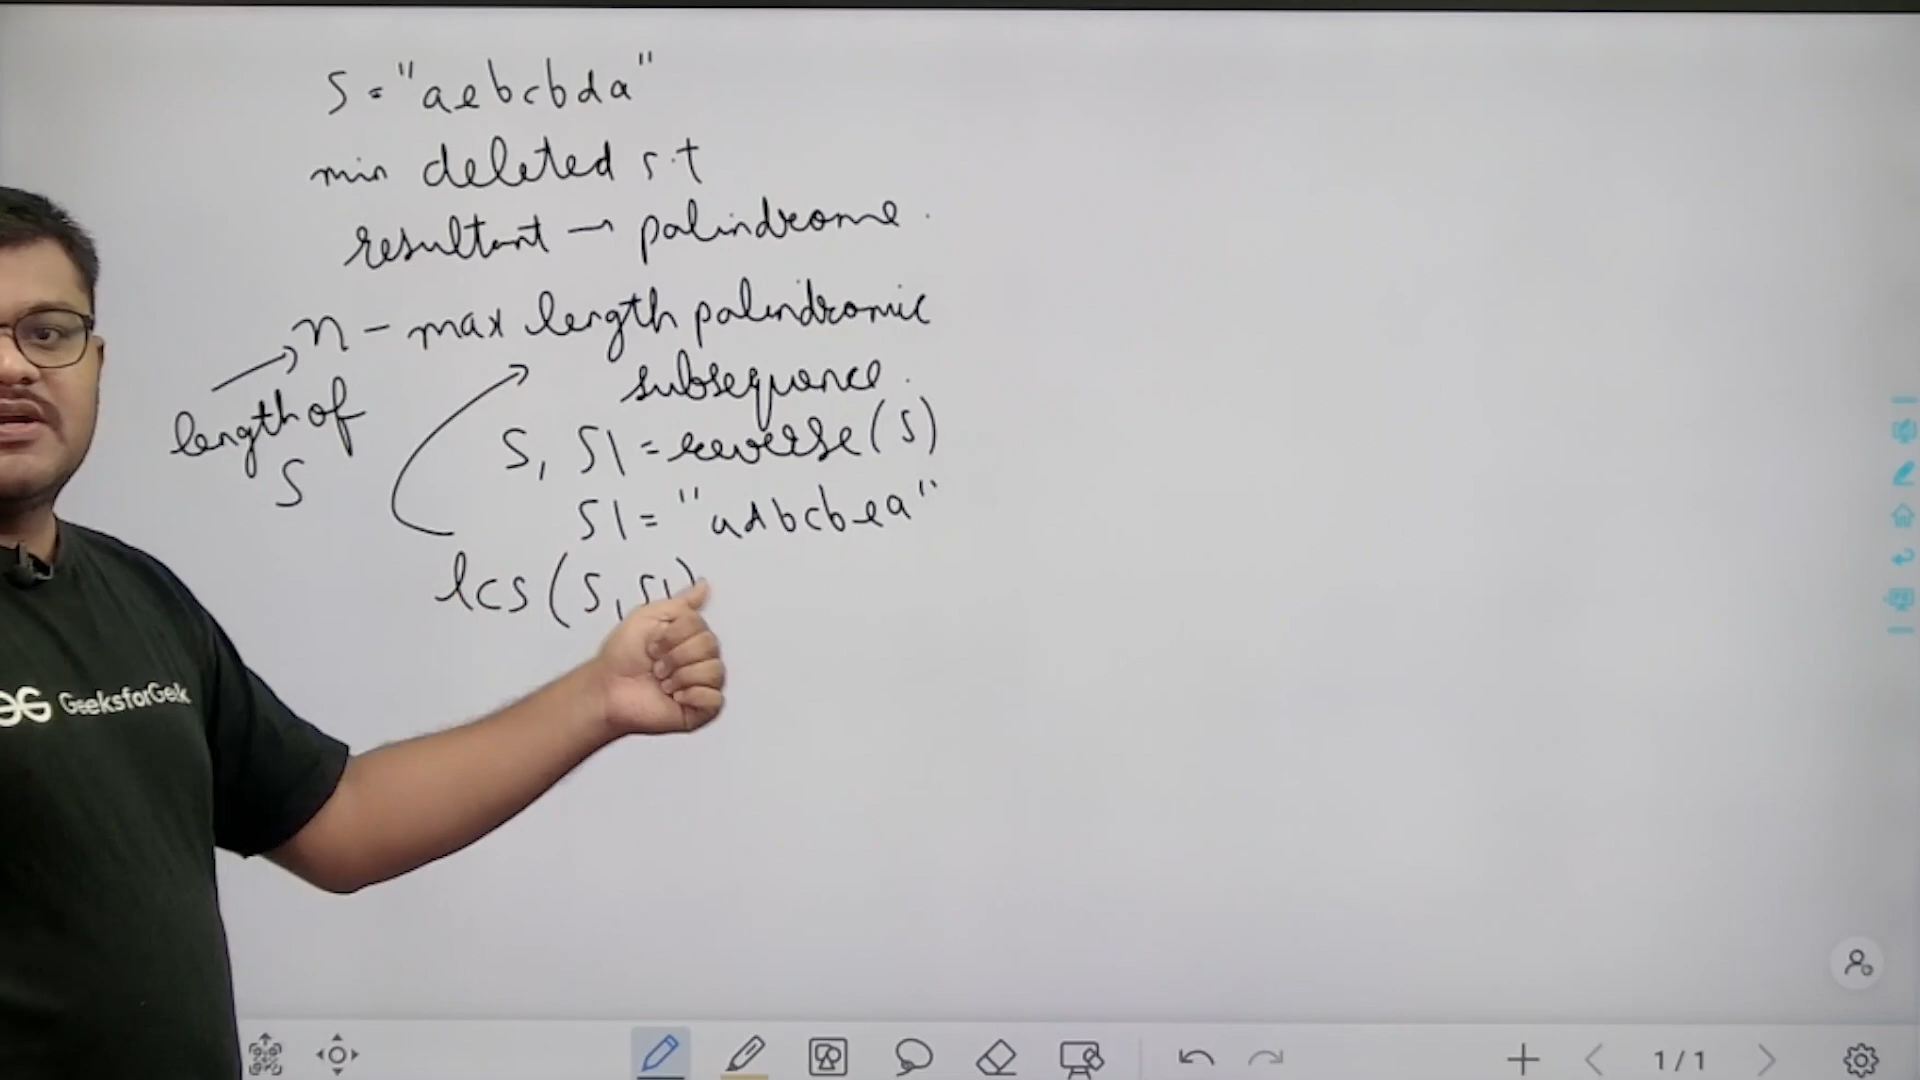 S = "aebcbda"
min deleted s.t
resultant → palindrome.
n - max length palindromic
subsequence.
length of
S
S, S1 = reverse(S)
S1 = "adbcbea"
lcs (S, S1)
GeeksforGeek
1/1